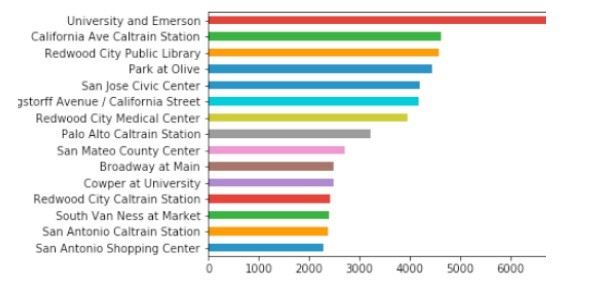 University and Emerson
California Ave Caltrain Station
Redwood City Public Library
Park at Olive
San Jose Civic Center
gstorff Avenue / California Street
Redwood City Medical Center
Palo Alto Caltrain Station
San Mateo County Center
Broadway at Main
Cowper at University
Redwood City Caltrain Station
South Van Ness at Market
San Antonio Caltrain Station
San Antonio Shopping Center
0 1000 2000 3000 4000 5000 6000